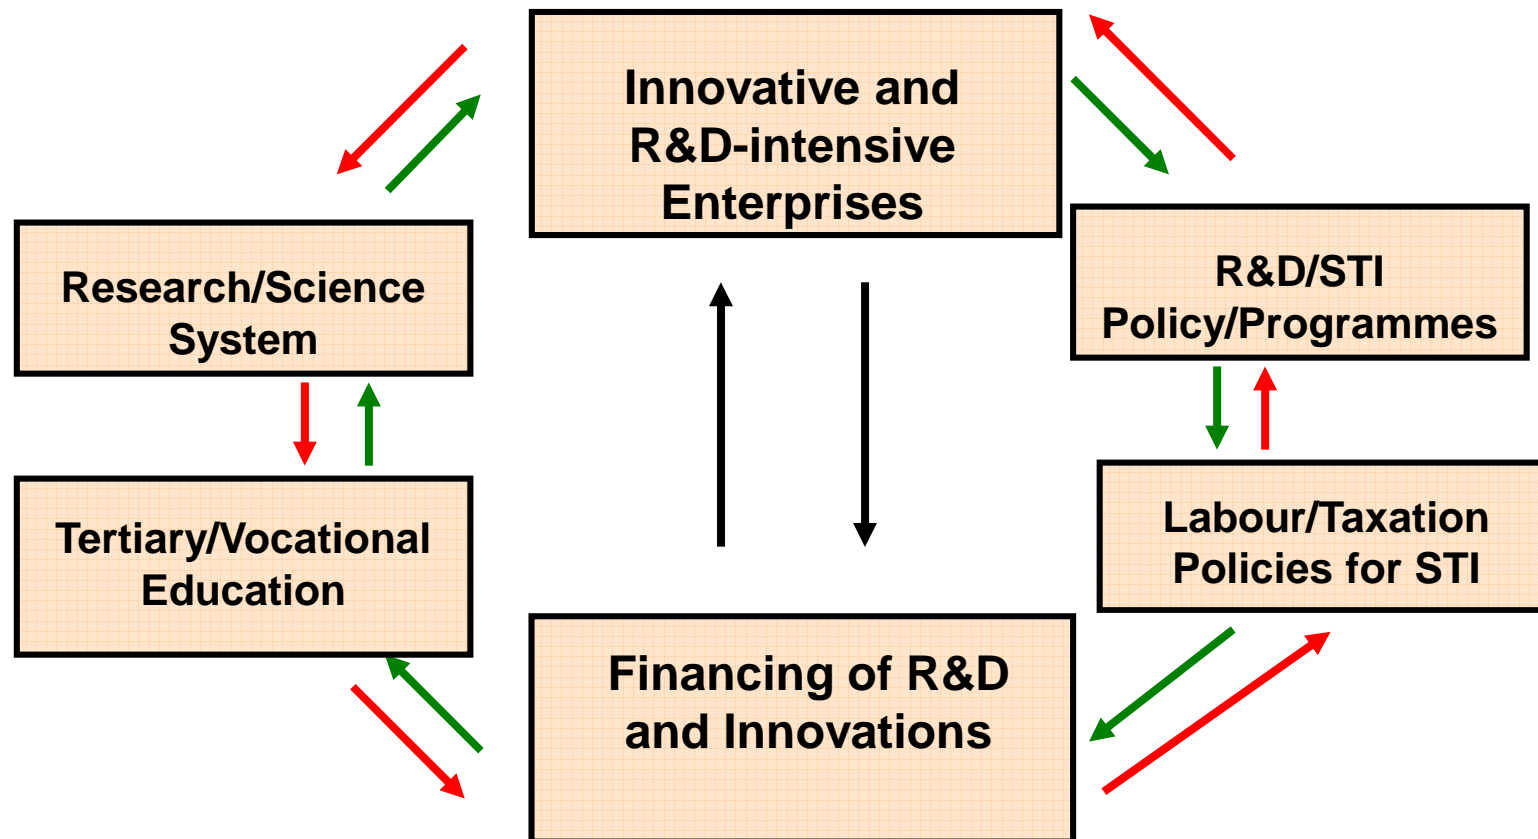 Innovative and
R&D-intensive
Enterprises
Research/Science
System
R&D/STI
Policy/Programmes
Tertiary/Vocational
Education
Labour/Taxation
Policies for STI
Financing of R&D
and Innovations